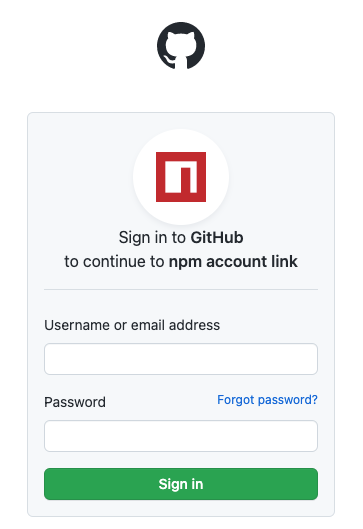 Sign in to GitHub
to continue to npm account link
Username or email address
Password
Forgot password?
Sign in